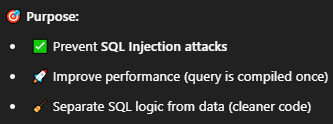 🎯 Purpose:
• ✅ Prevent SQL Injection attacks
• 🚀 Improve performance (query is compiled once)
• 🧹 Separate SQL logic from data (cleaner code)